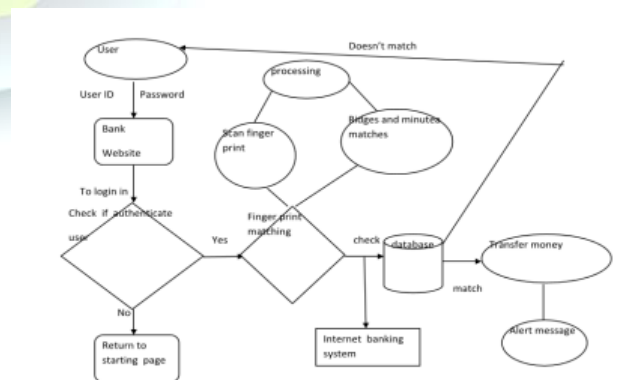 User
Doesn't match
processing
User ID
Password
Bank
Website
Scan finger
print
Ridges and minutea
matches
To login in
Check if authenticate
user
Finger print
matching
Yes
check
database
Transfer money
match
No
Return to
starting page
Internet banking
system
Alert message